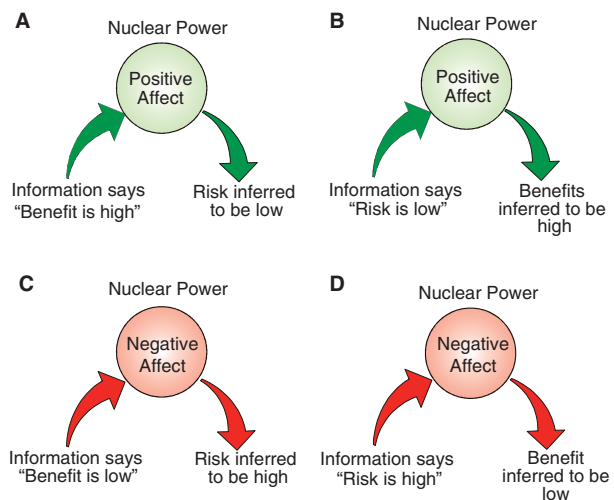 A
Nuclear Power
Positive
Affect
Information says
“Benefit is high”
Risk inferred
to be low
B
Nuclear Power
Positive
Affect
Information says
“Risk is low”
Benefits
inferred to be
high
C
Nuclear Power
Negative
Affect
Information says
“Benefit is low”
Risk inferred
to be high
D
Nuclear Power
Negative
Affect
Information says
“Risk is high”
Benefit
inferred to be
low